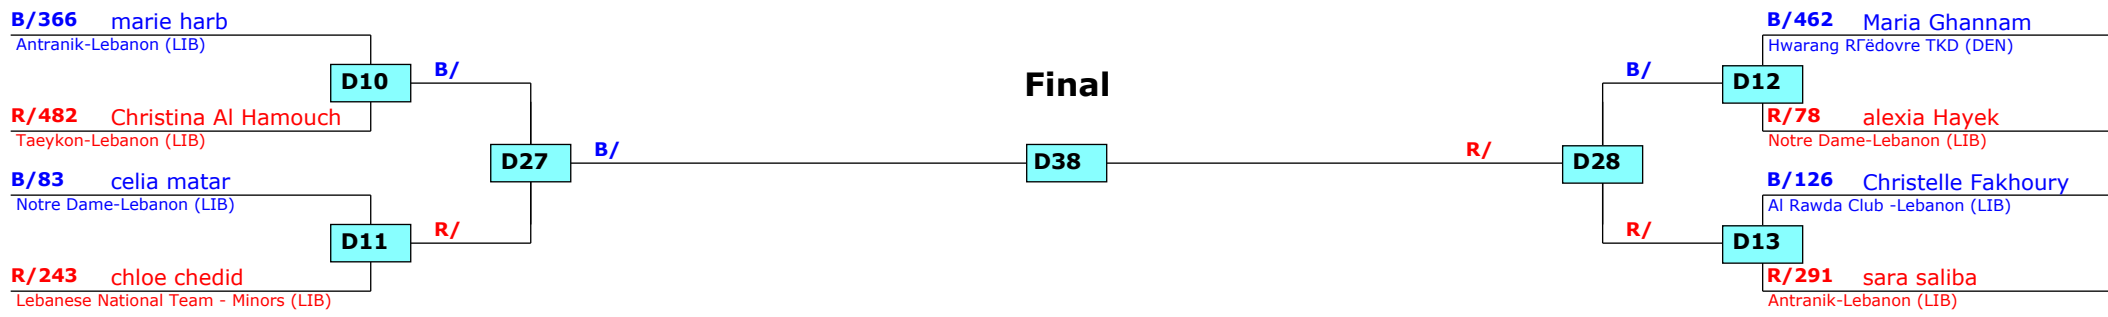 B/366 marie harb
Antranik-Lebanon (LIB)
D10
R/482 Christina Al Hamouch
Taeykon-Lebanon (LIB)
B/
D27
B/83 celia matar
Notre Dame-Lebanon (LIB)
D11
R/243 chloe chedid
Lebanese National Team - Minors (LIB)
R/
B/
Final
D38
R/
D28
B/
B/462 Maria Ghannam
Hwarang RГëdovre TKD (DEN)
D12
R/78 alexia Hayek
Notre Dame-Lebanon (LIB)
R/
B/126 Christelle Fakhoury
Al Rawda Club -Lebanon (LIB)
D13
R/291 sara saliba
Antranik-Lebanon (LIB)